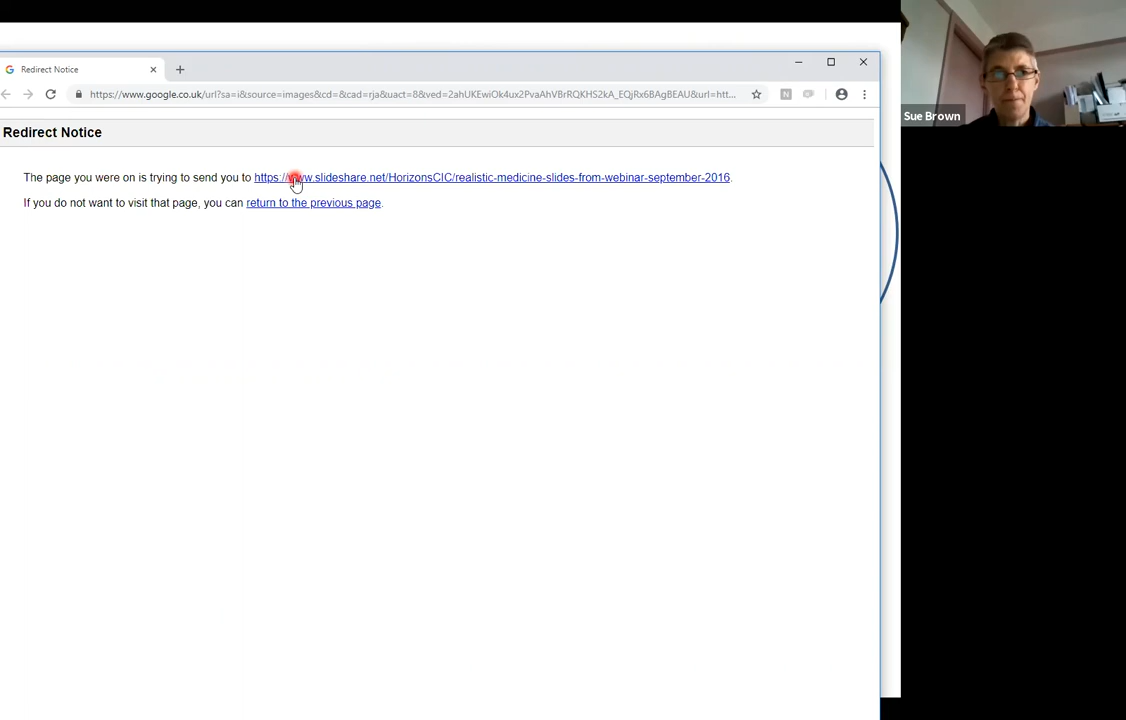 Redirect Notice
https://www.google.co.uk/url?sa=i&source=images&cd=&cad=rja&uact=8&ved=2ahUKEwiOk4ux2PvaAhVBrRQKHS2kA_EQjRx6BAgBEAU&url=htt...
N
Redirect Notice
The page you were on is trying to send you to https://www.slideshare.net/HorizonsCIC/realistic-medicine-slides-from-webinar-september-2016.
If you do not want to visit that page, you can return to the previous page.
Sue Brown